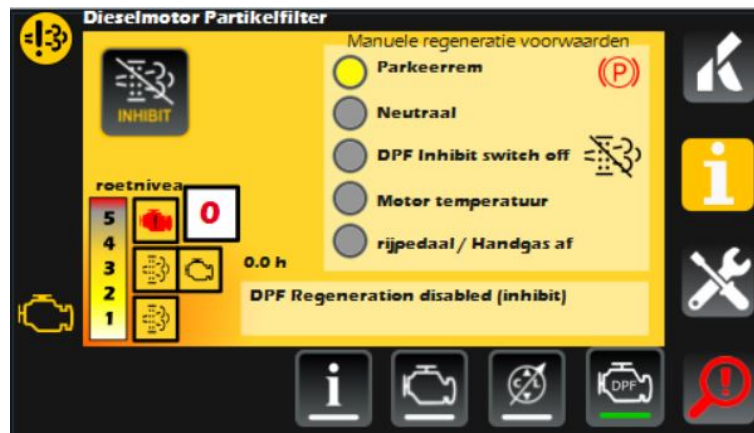 Dieselmotor Partikelfilter
Manuele regeneratie voorwaarden
Parkeerrem
(P)
Neutraal
INHIBIT
DPF Inhibit switch off
roetnivea
Motor temperatuur
5
0
4
rijpedaal / Handgas af
3
0.0 h
2
DPF Regeneration disabled (inhibit)
1
i
i
C L
DPF